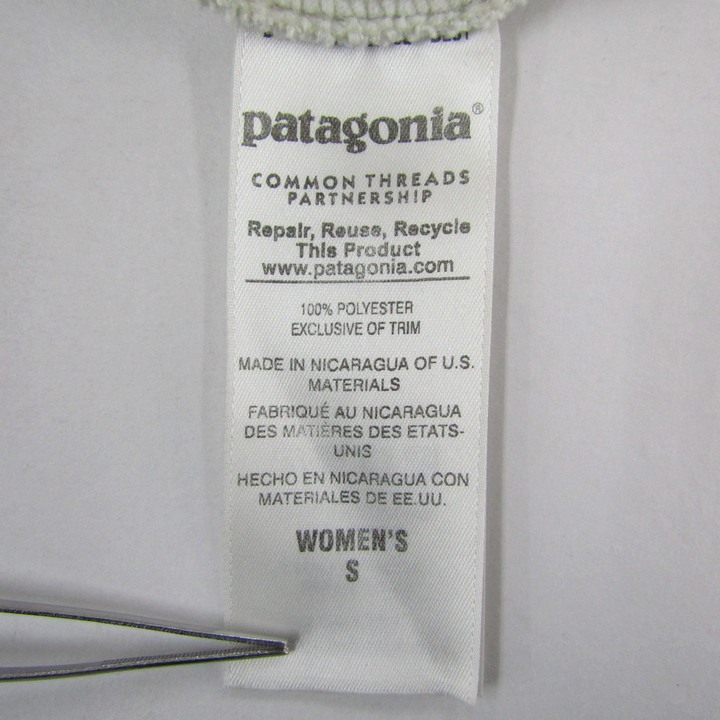 patagonia®
COMMON THREADS
PARTNERSHIP
Repair, Reuse, Recycle
This Product
www.patagonia.com
100% POLYESTER
EXCLUSIVE OF TRIM
MADE IN NICARAGUA OF U.S.
MATERIALS
FABRIQUÉ AU NICARAGUA
DES MATIÈRES DES ETATS-
UNIS
HECHO EN NICARAGUA CON
MATERIALES DE EE.UU.
WOMEN'S
S